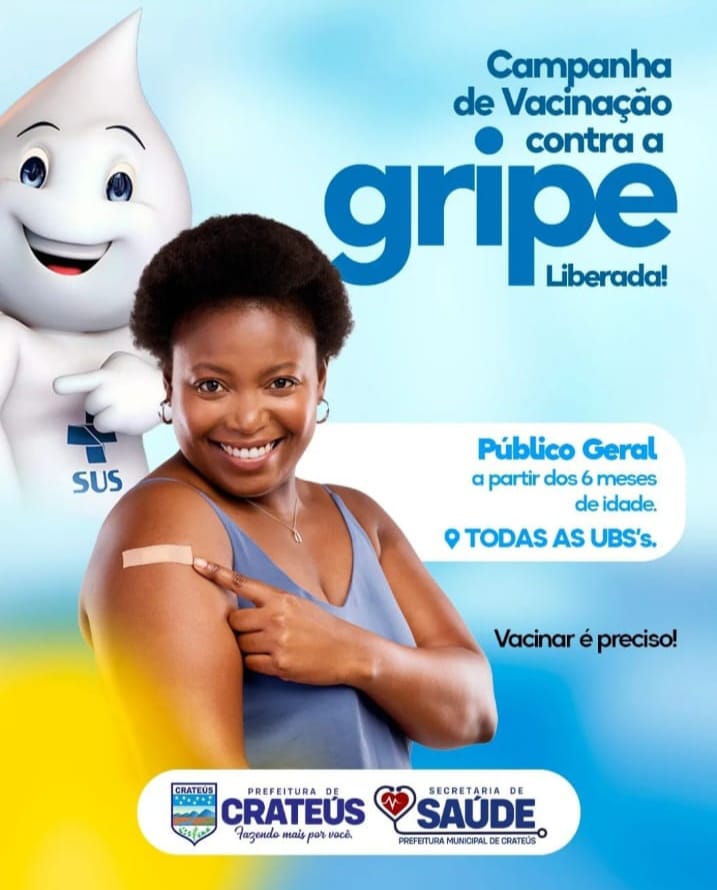 Campanha
de Vacinação
contra a
gripe
Liberada!
SUS
Público Geral
a partir dos 6 meses
de idade.
TODAS AS UBS's.
Vacinar é preciso!
CRATEÚS
PREFEITURA DE
CRATEÚS
Fazendo mais por você.
SECRETARIA DE
SAÚDE
PREFEITURA MUNICIPAL DE CRATEÚS